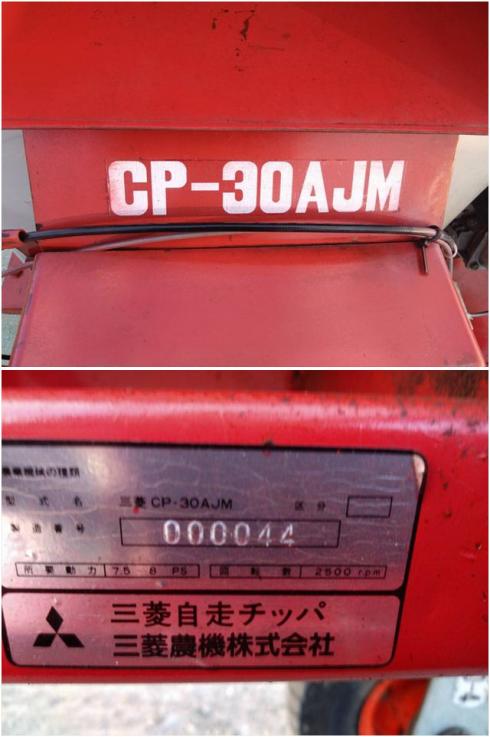 CP-30AJM
農業機械の種類
型式名 三菱 CP-30AJM 区分
製造番号 000044
所要動力 7.5-8 PS 回転数 2500 rpm
三菱自走チッパ
三菱農機株式会社